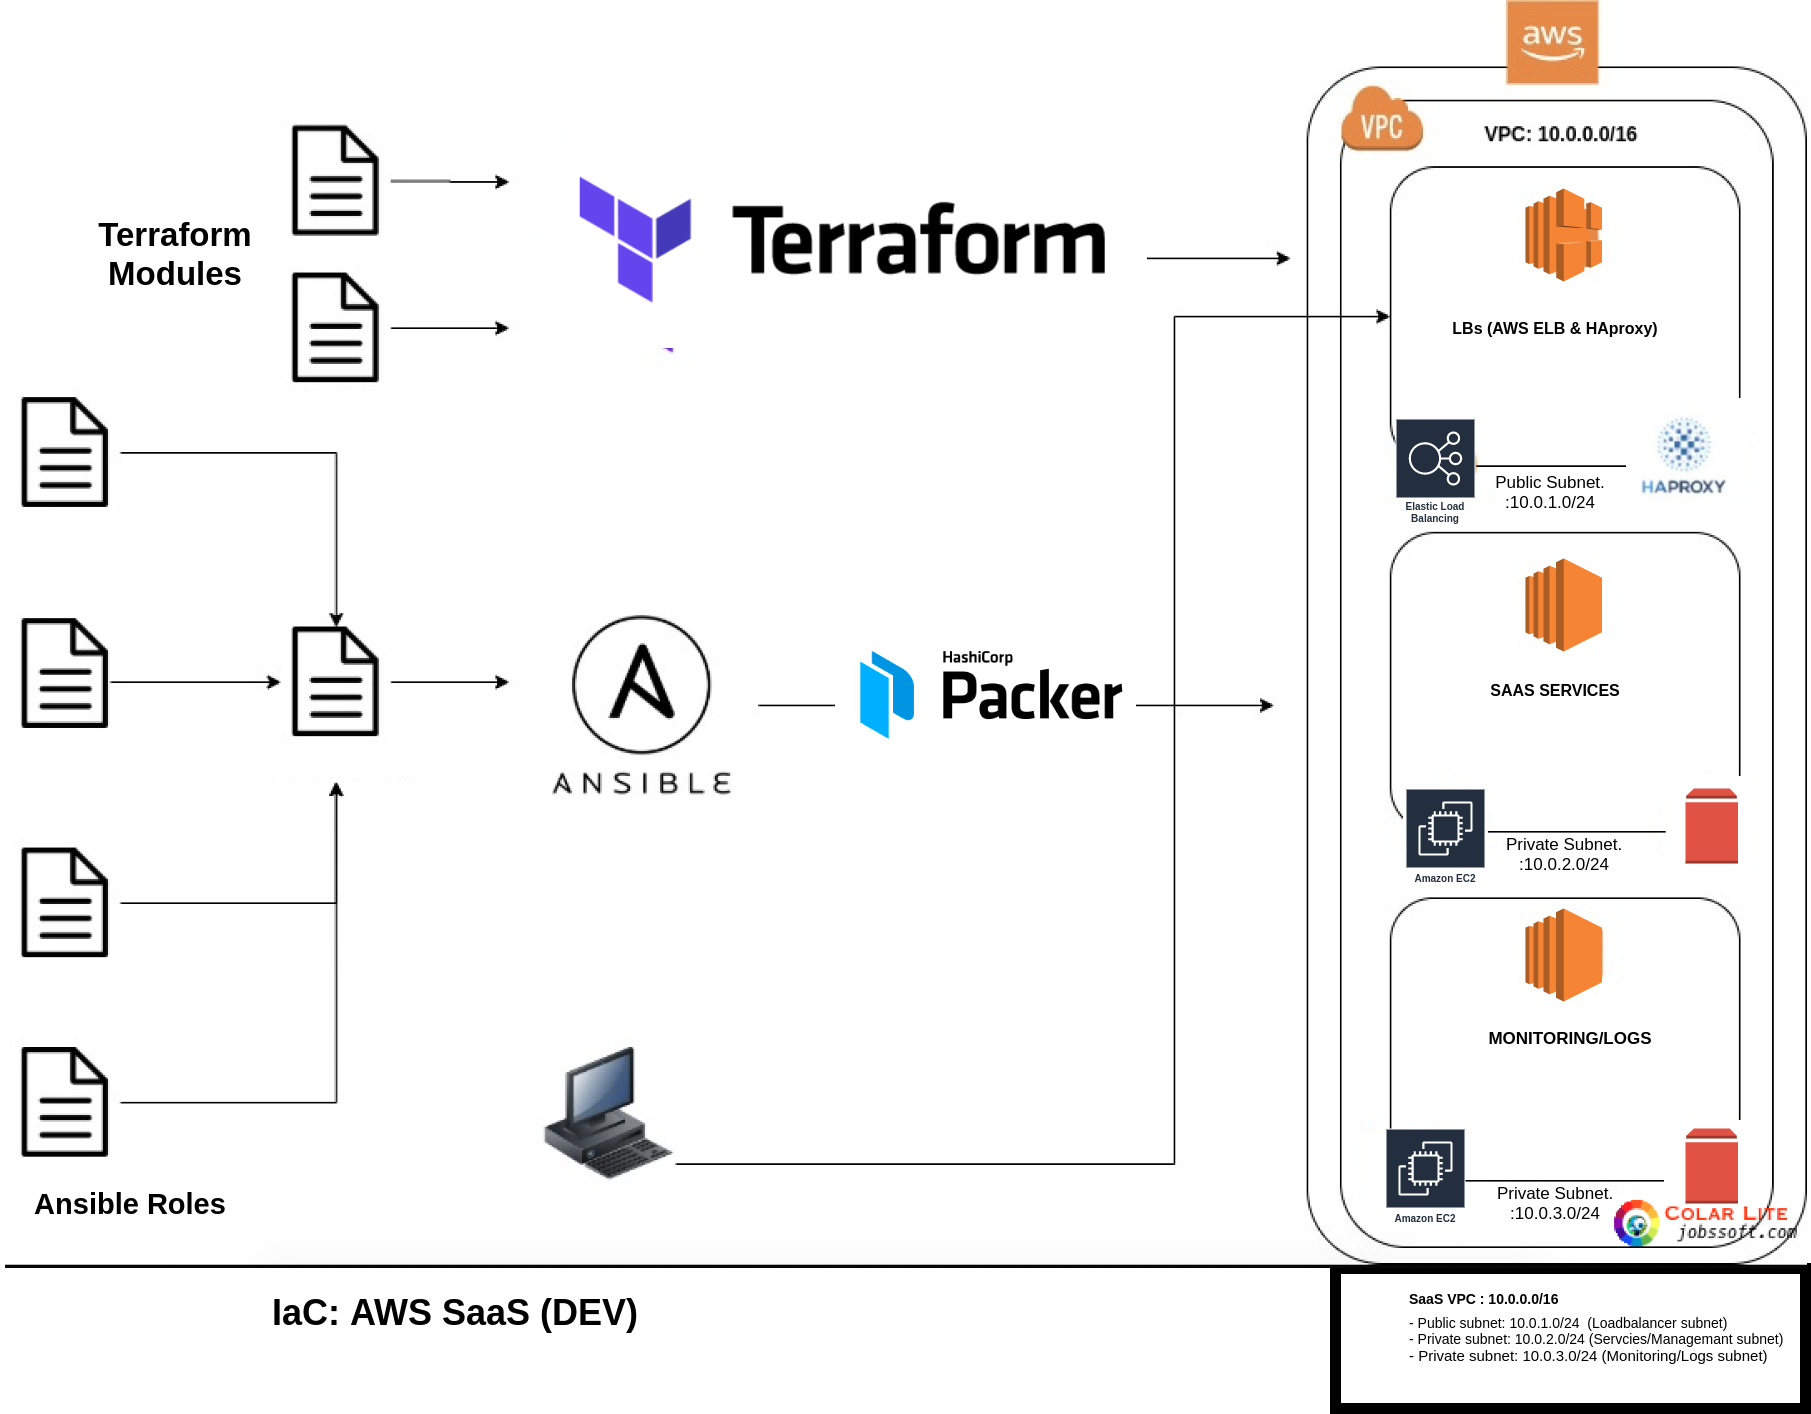 aws
VPC
VPC: 10.0.0.0/16
Terraform
Modules
Terraform
LBs (AWS ELB & HAproxy)
Elastic Load
Balancing
Public Subnet.
:10.0.1.0/24
HAPROXY
SAAS SERVICES
HashiCorp
Packer
ANSIBLE
Amazon EC2
Private Subnet.
:10.0.2.0/24
MONITORING/LOGS
Amazon EC2
Private Subnet.
:10.0.3.0/24
COLAR LITE
jobssoft.com
Ansible Roles
IaC: AWS SaaS (DEV)
SaaS VPC : 10.0.0.0/16
- Public subnet: 10.0.1.0/24  (Loadbalancer subnet)
- Private subnet: 10.0.2.0/24 (Servcies/Managemant subnet)
- Private subnet: 10.0.3.0/24 (Monitoring/Logs subnet)